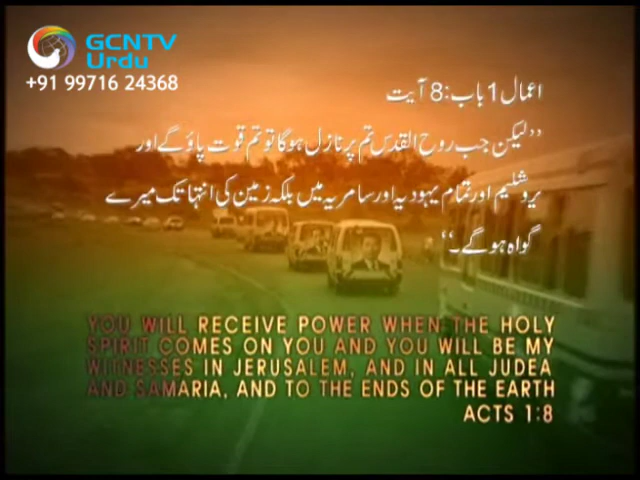 GCNTV
Urdu
+91 99716 24368
اعمال 1 باب: 8 آیت
”لیکن جب روح القدس تم پر نازل ہوگا تو تم قوت پاؤ گے اور
یروشلیم اور تمام یہودیہ اور سامریہ میں بلکہ زمین کی انتہا تک میرے
گواہ ہو گے۔“
YOU WILL RECEIVE POWER WHEN THE HOLY
SPIRIT COMES ON YOU AND YOU WILL BE MY
WITNESSES IN JERUSALEM, AND IN ALL JUDEA
AND SAMARIA, AND TO THE ENDS OF THE EARTH
ACTS 1:8